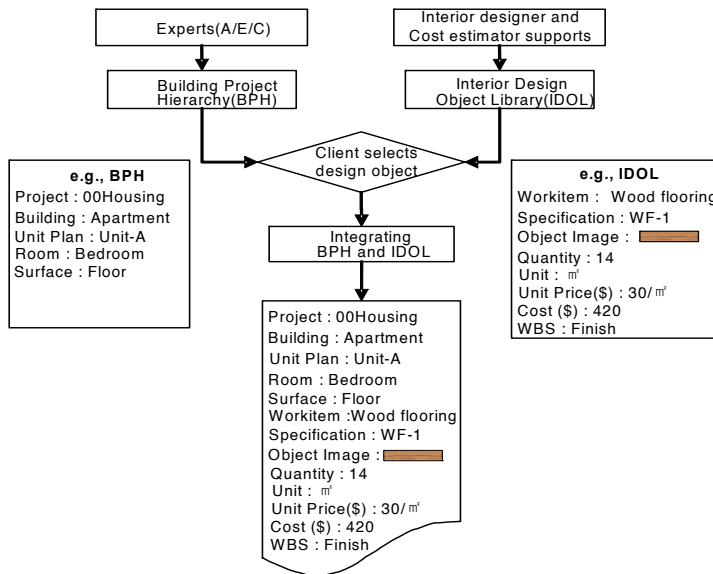 Experts(A/E/C)
Interior designer and
Cost estimator supports
Building Project
Hierarchy(BPH)
Interior Design
Object Library(IDOL)
Client selects
design object
e.g., BPH
Project : 00Housing
Building : Apartment
Unit Plan : Unit-A
Room : Bedroom
Surface : Floor
e.g., IDOL
Workitem : Wood flooring
Specification : WF-1
Object Image :
Quantity : 14
Unit : ㎡
Unit Price($) : 30/㎡
Cost ($) : 420
WBS : Finish
Integrating
BPH and IDOL
Project : 00Housing
Building : Apartment
Unit Plan : Unit-A
Room : Bedroom
Surface : Floor
Workitem :Wood flooring
Specification : WF-1
Object Image :
Quantity : 14
Unit : ㎡
Unit Price($) : 30/㎡
Cost ($) : 420
WBS : Finish